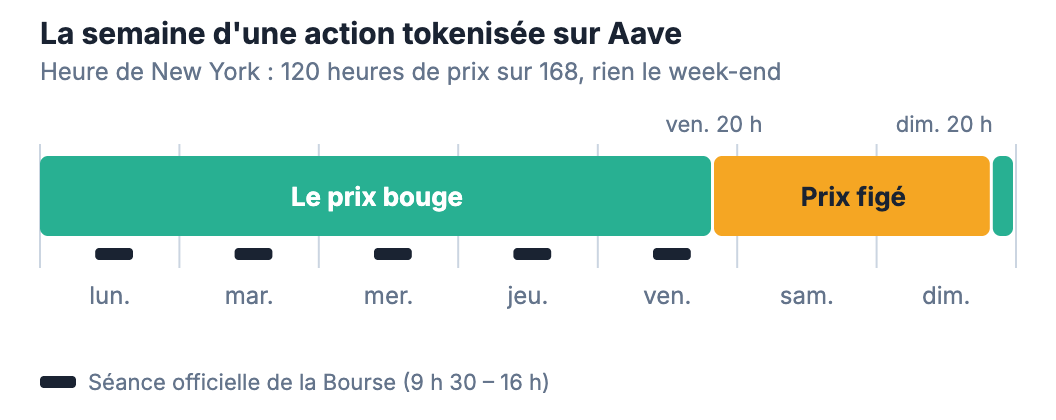 La semaine d'une action tokenisée sur Aave
Heure de New York : 120 heures de prix sur 168, rien le week-end
ven. 20 h
dim. 20 h
Le prix bouge
Prix figé
lun.
mar.
mer.
jeu.
ven.
sam.
dim.
Séance officielle de la Bourse (9 h 30 – 16 h)